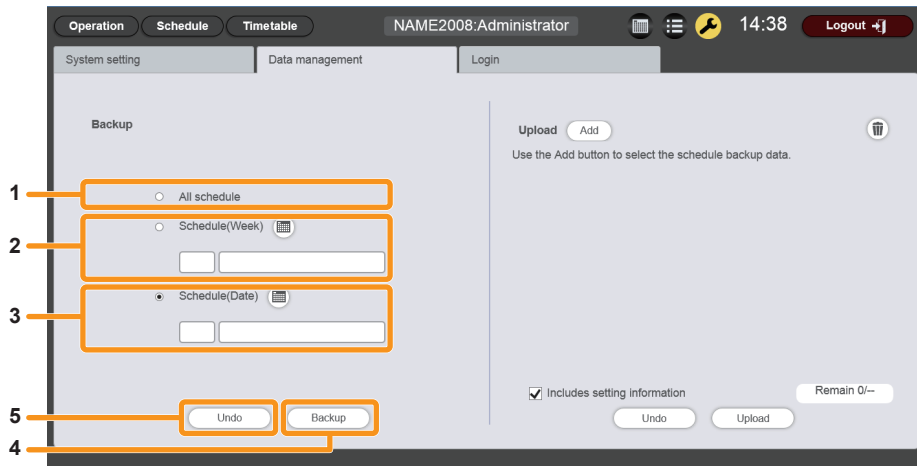 Operation Schedule Timetable NAME2008:Administrator 14:38 Logout
System setting Data management Login
Backup
1 All schedule
2 Schedule(Week)
3 Schedule(Date)
5 Undo Backup
4
Upload Add
Use the Add button to select the schedule backup data.
Includes setting information Remain 0/--
Undo Upload